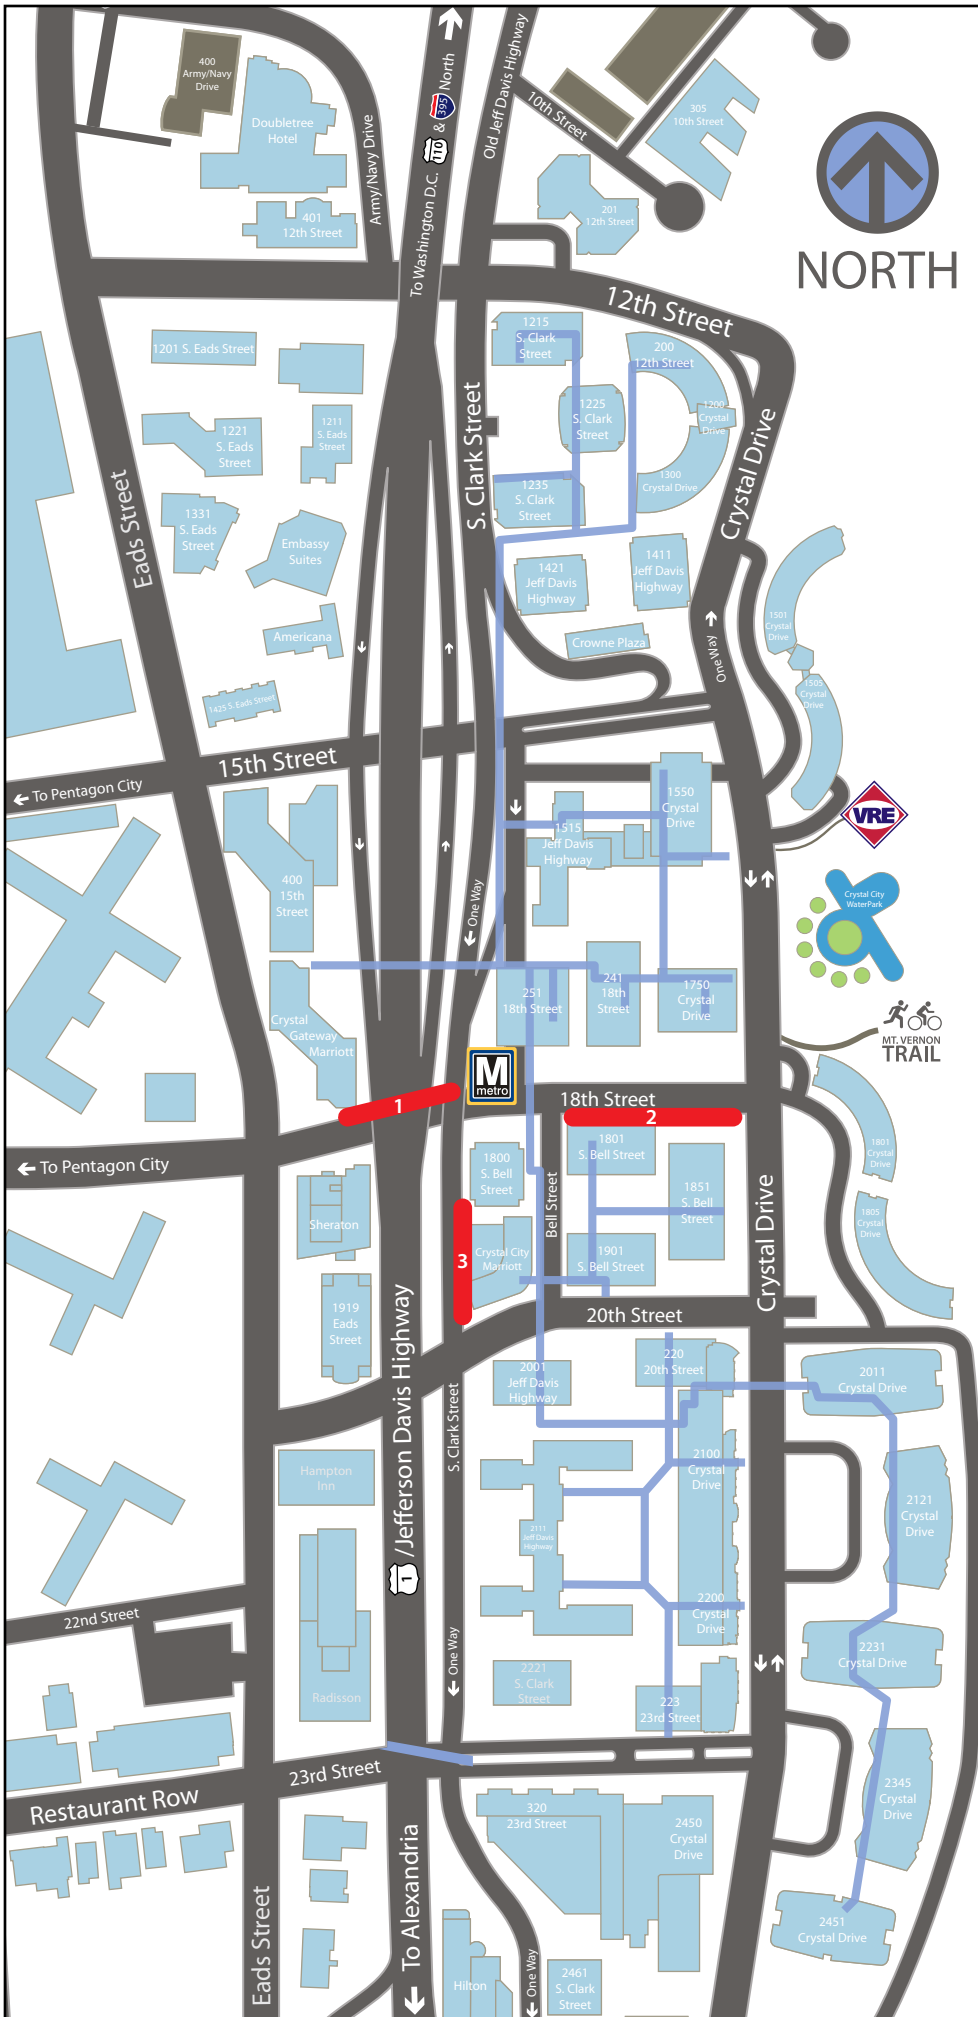 400
Army/Navy
Drive
Doubletree
Hotel
401
12th Street
Army/Navy Drive
To Washington D.C.
110
&
395
North
Old Jeff Davis Highway
10th Street
305
10th Street
201
12th Street
NORTH
12th Street
1201 S. Eads Street
1221
S. Eads
Street
1211
S. Eads
Street
1331
S. Eads
Street
Embassy
Suites
Americana
1425 S. Eads Street
Eads Street
S. Clark Street
1215
S. Clark
Street
200
12th Street
1225
S. Clark
Street
1200
Crystal
Drive
1300
Crystal Drive
1235
S. Clark
Street
Crystal Drive
1421
Jeff Davis
Highway
1411
Jeff Davis
Highway
Crowne Plaza
One Way
1501
Crystal
Drive
1505
Crystal
Drive
15th Street
To Pentagon City
VRE
1550
Crystal
Drive
1515
Jeff Davis
Highway
400
15th
Street
One Way
Crystal City
WaterPark
251
18th Street
241
18th
Street
1750
Crystal
Drive
Crystal
Gateway
Marriott
MT. VERNON
TRAIL
M
metro
1
18th Street
2
To Pentagon City
1800
S. Bell
Street
1801
S. Bell Street
1851
S. Bell
Street
1801
Crystal
Drive
1805
Crystal
Drive
Bell Street
Sheraton
3
Crystal City
Marriott
1901
S. Bell Street
Crystal Drive
1919
Eads
Street
20th Street
1
/Jefferson Davis Highway
S. Clark Street
2001
Jeff Davis
Highway
220
20th Street
2011
Crystal Drive
Hampton
Inn
2100
Crystal
Drive
2111
Jeff Davis
Highway
2121
Crystal
Drive
2200
Crystal
Drive
22nd Street
One Way
2231
Crystal Drive
Radisson
2221
S. Clark
Street
223
23rd Street
23rd Street
Restaurant Row
2345
Crystal
Drive
320
23rd Street
2450
Crystal
Drive
2451
Crystal Drive
Eads Street
To Alexandria
Hilton
One Way
2461
S. Clark
Street